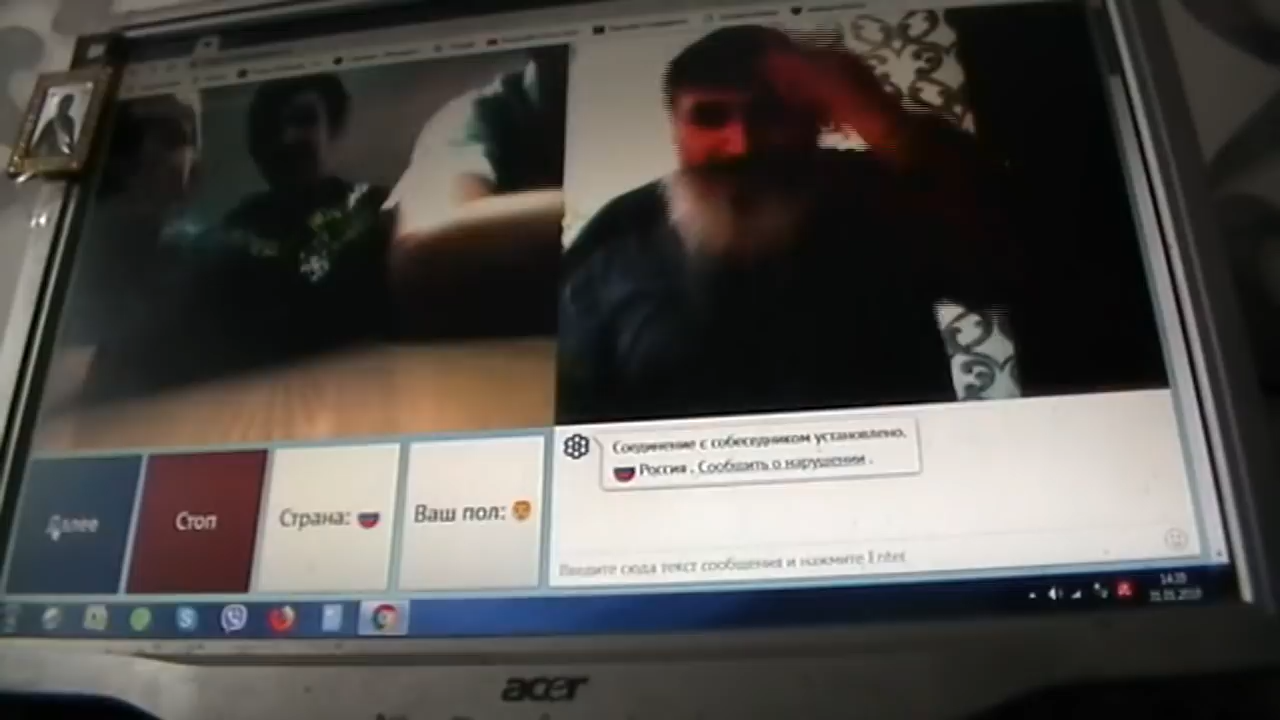 Соединение с собеседником установлено.
Россия . Сообщить о нарушении .
Далее
Стоп
Страна:
Ваш пол:
Введите сюда текст сообщения и нажмите Enter
acer